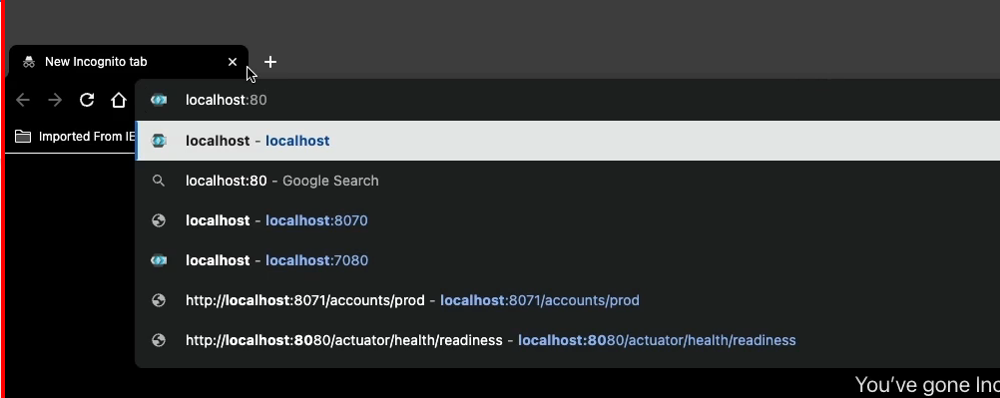 New Incognito tab
localhost:80
Imported From IE
localhost - localhost
localhost:80 - Google Search
localhost - localhost:8070
localhost - localhost:7080
http://localhost:8071/accounts/prod - localhost:8071/accounts/prod
http://localhost:8080/actuator/health/readiness - localhost:8080/actuator/health/readiness
You've gone Inc